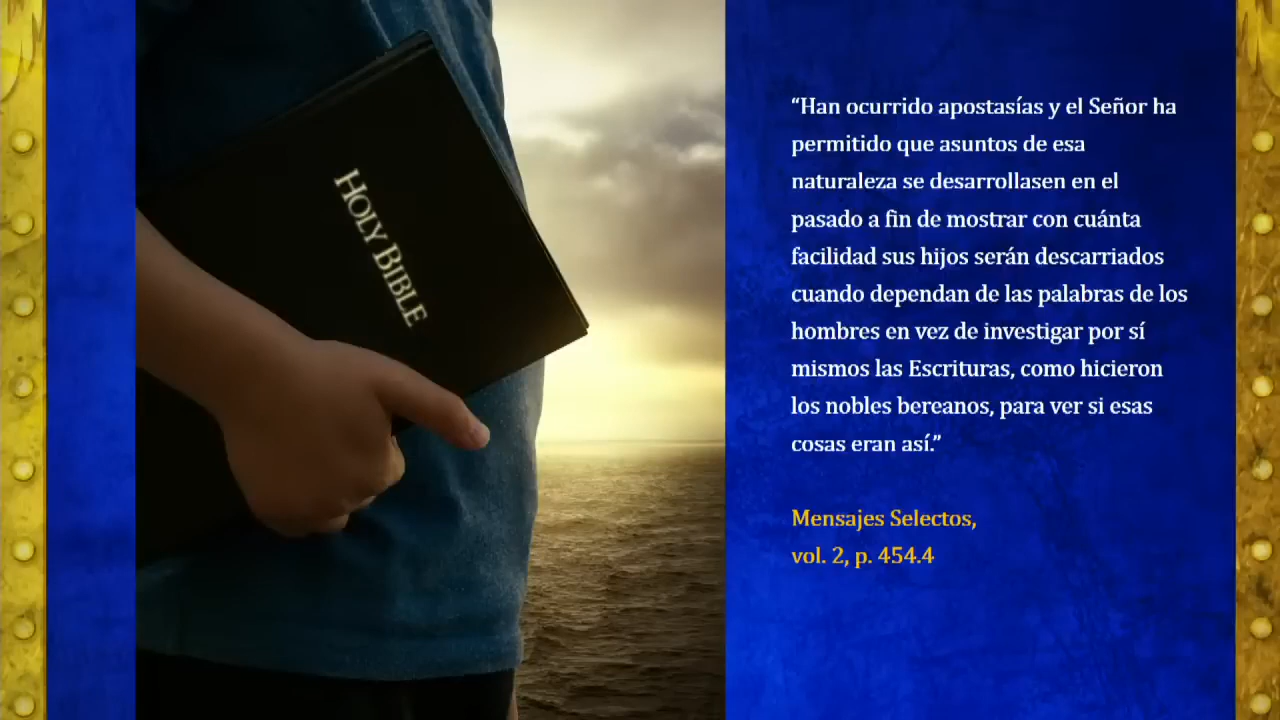 HOLY BIBLE
“Han ocurrido apostasías y el Señor ha
permitido que asuntos de esa
naturaleza se desarrollasen en el
pasado a fin de mostrar con cuánta
facilidad sus hijos serán descarriados
cuando dependan de las palabras de los
hombres en vez de investigar por sí
mismos las Escrituras, como hicieron
los nobles bereanos, para ver si esas
cosas eran así.”
Mensajes Selectos,
vol. 2, p. 454.4